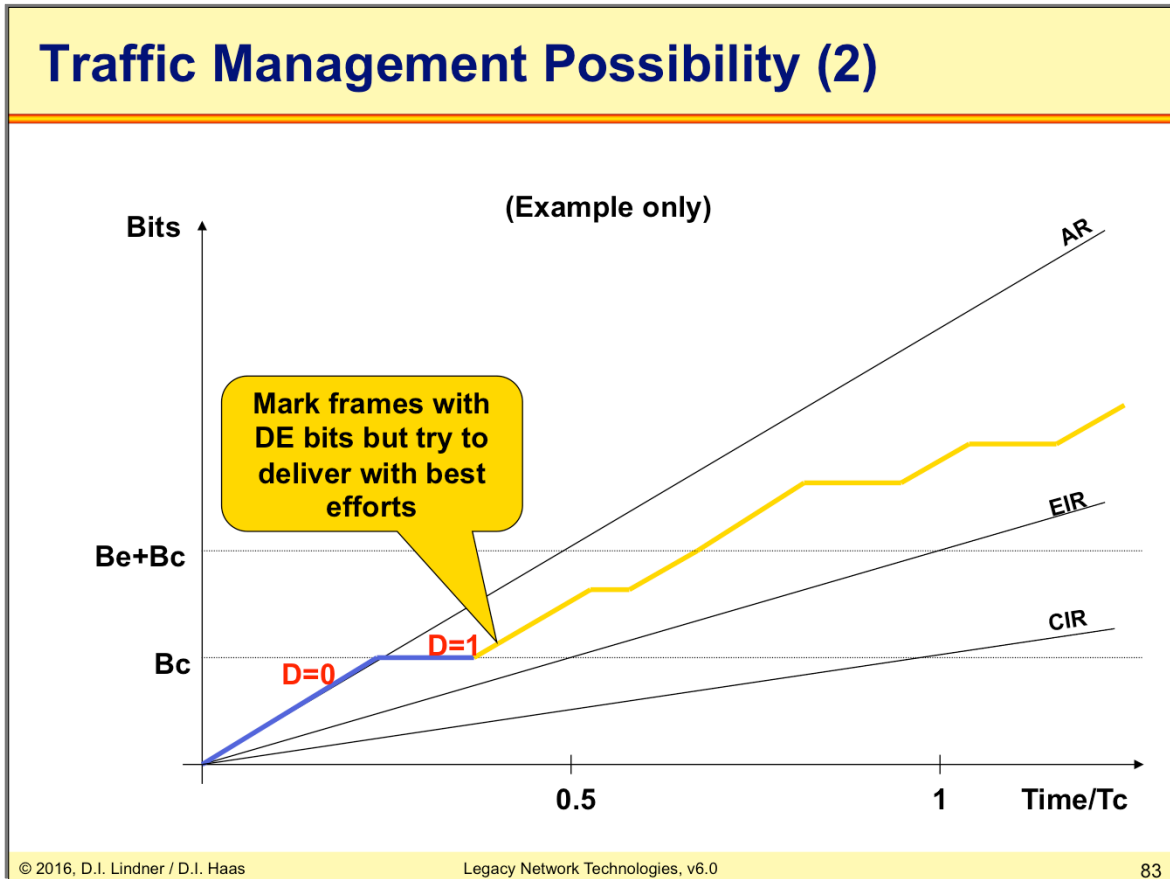 Traffic Management Possibility (2)
(Example only)
Bits
AR
Mark frames with
DE bits but try to
deliver with best
efforts
EIR
Be+Bc
CIR
D=1
Bc
D=0
0.5
1
Time/Tc
© 2016, D.I. Lindner / D.I. Haas
Legacy Network Technologies, v6.0
83